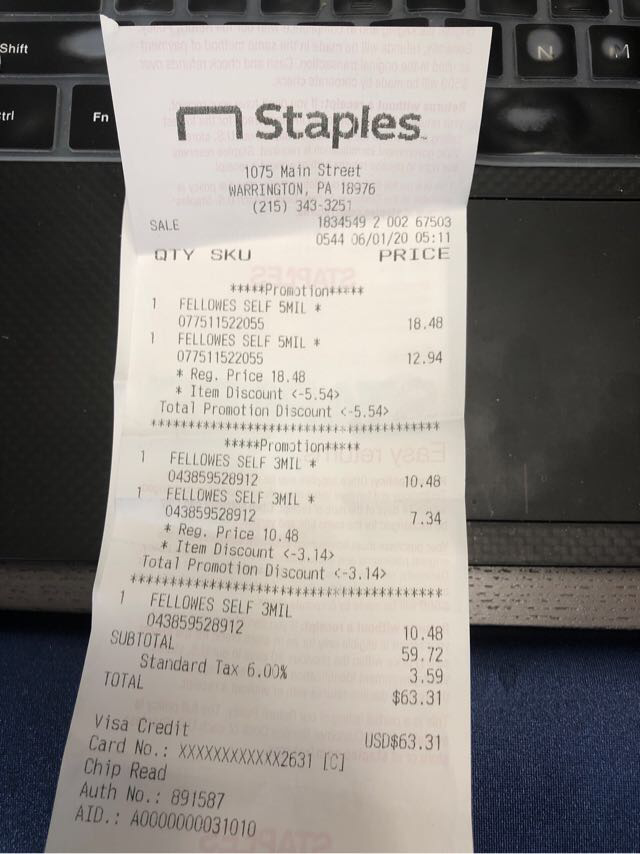 Shift
N
M
Ctrl
Fn
Staples
1075 Main Street
WARRINGTON, PA 18976
(215) 343-3251
SALE 1834549 2 002 67503
0544 06/01/20 05:11
QTY SKU PRICE
*****Promotion*****
1 FELLOWES SELF 5MIL *
077511522055 18.48
1 FELLOWES SELF 5MIL *
077511522055 12.94
* Reg. Price 18.48
* Item Discount <-5.54>
Total Promotion Discount <-5.54>
*****************************************
*****Promotion*****
1 FELLOWES SELF 3MIL *
043859528912 10.48
1 FELLOWES SELF 3MIL *
043859528912 7.34
* Reg. Price 10.48
* Item Discount <-3.14>
Total Promotion Discount <-3.14>
*****************************************
1 FELLOWES SELF 3MIL
043859528912 10.48
SUBTOTAL 59.72
Standard Tax 6.00% 3.59
TOTAL $63.31
Visa Credit USD$63.31
Card No.: XXXXXXXXXXXX2631 [C]
Chip Read
Auth No.: 891587
AID.: A0000000031010